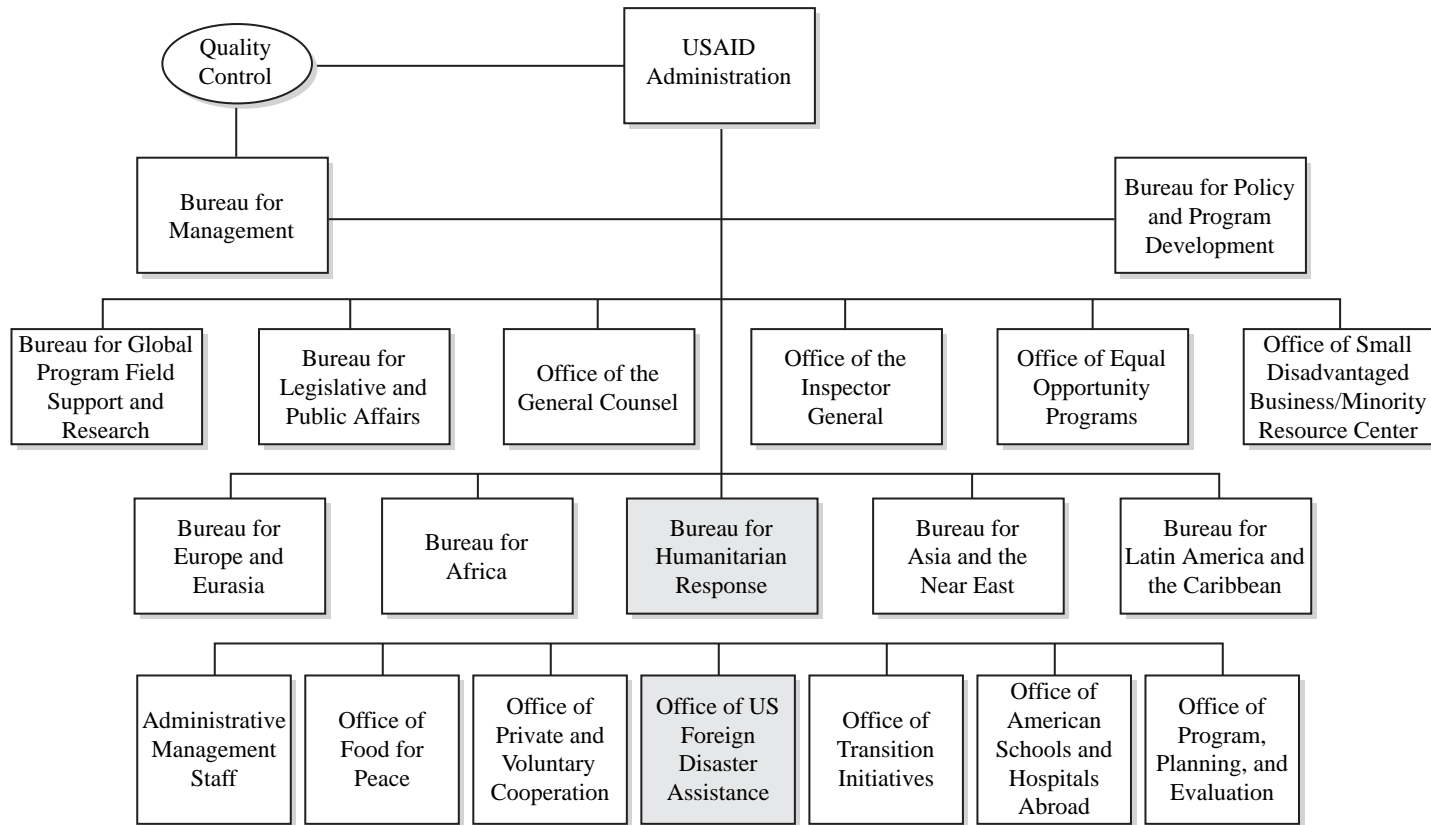 Quality
Control
USAID
Administration
Bureau for
Management
Bureau for Policy
and Program
Development
Bureau for Global
Program Field
Support and
Research
Bureau for
Legislative and
Public Affairs
Office of the
General Counsel
Office of the
Inspector
General
Office of Equal
Opportunity
Programs
Office of Small
Disadvantaged
Business/Minority
Resource Center
Bureau for
Europe and
Eurasia
Bureau for
Africa
Bureau for
Humanitarian
Response
Bureau for
Asia and the
Near East
Bureau for
Latin America and
the Caribbean
Administrative
Management
Staff
Office of
Food for
Peace
Office of
Private and
Voluntary
Cooperation
Office of US
Foreign
Disaster
Assistance
Office of
Transition
Initiatives
Office of
American
Schools and
Hospitals
Abroad
Office of
Program,
Planning, and
Evaluation